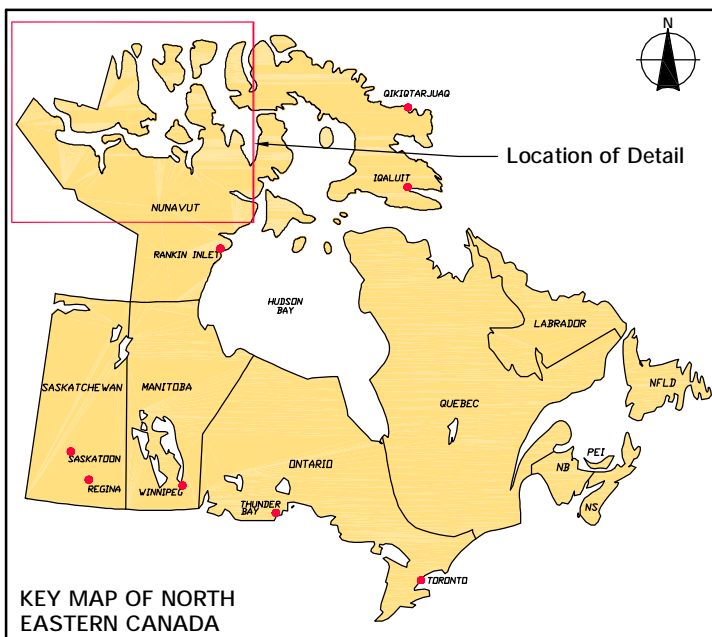 N
QIKIQTARJUAQ
Location of Detail
IQALUIT
NUNAVUT
RANKIN INLET
HUDSON
BAY
LABRADOR
SASKATCHEWAN
MANITOBA
NFLD
QUEBEC
PEI
SASKATOON
ONTARIO
NB
REGINA
WINNIPEG
THUNDER
BAY
NS
TORONTO
KEY MAP OF NORTH
EASTERN CANADA